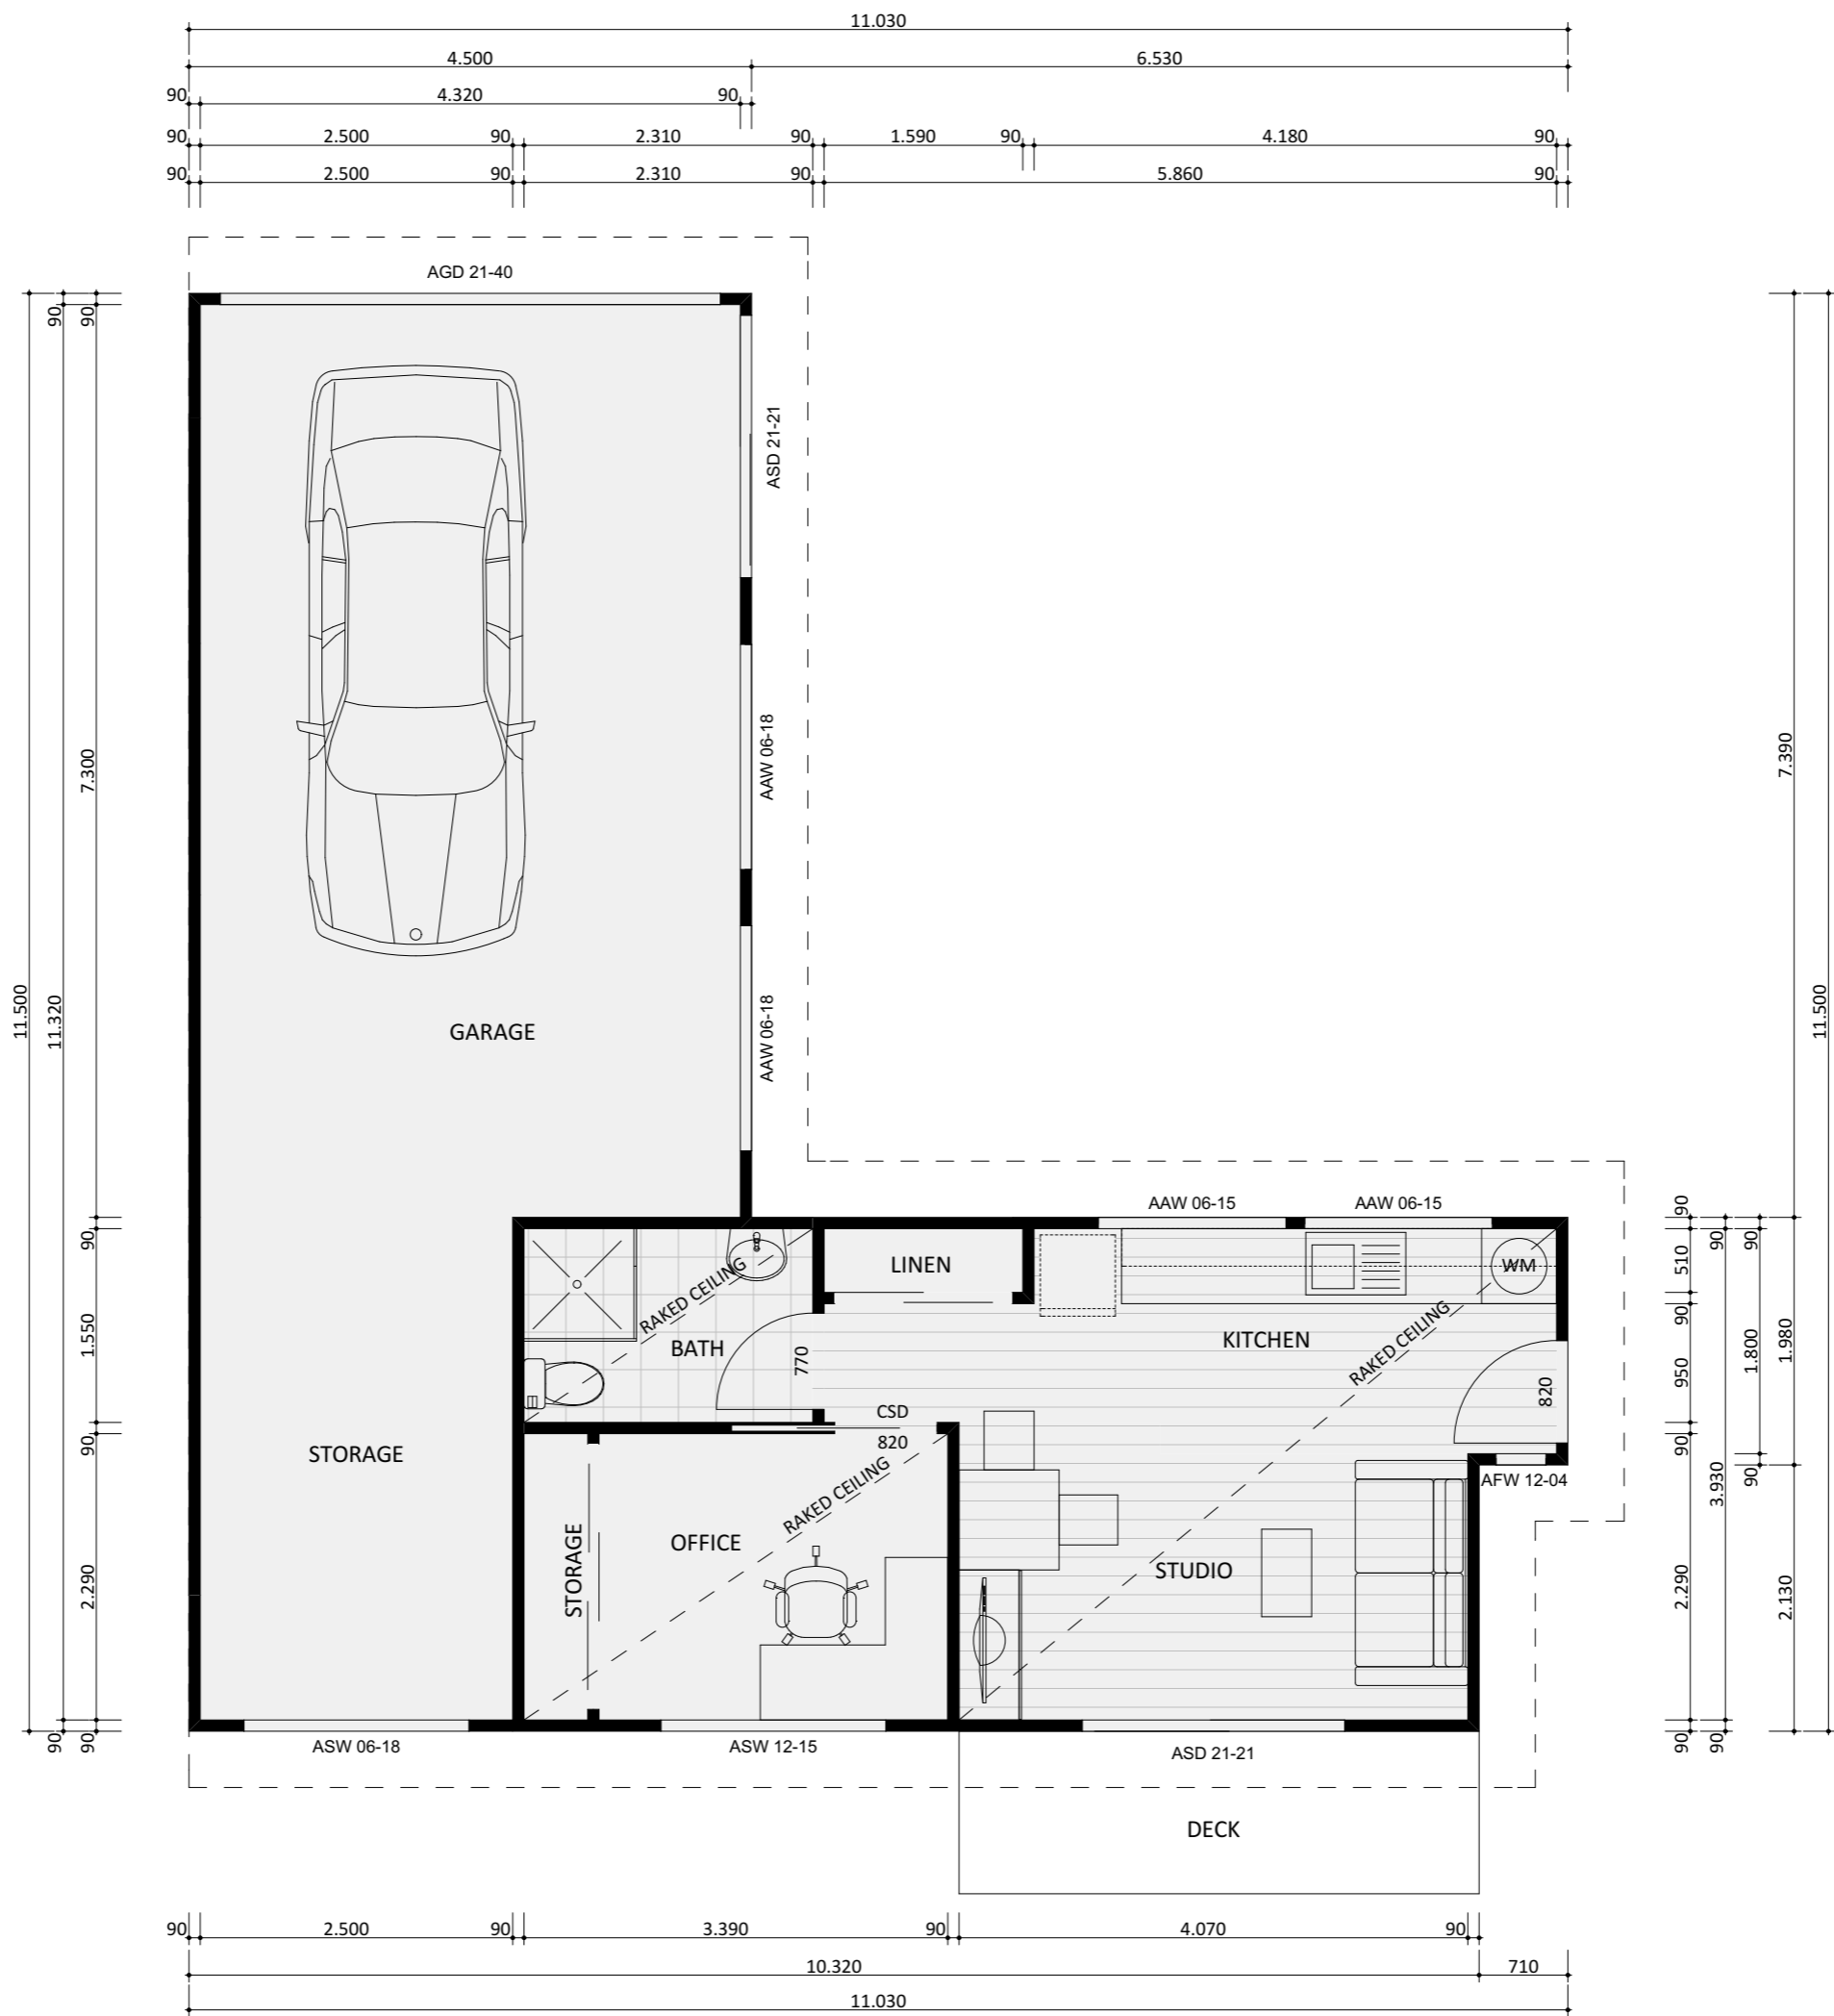 11.030
4.500 6.530
90 4.320 90
90 2.500 90 2.310 90 1.590 90 4.180 90
90 2.500 90 2.310 90 5.860 90
AGD 21-40
90 90
ASD 21-21
AAW 06-18
7.300
7.390
11.500
11.320
GARAGE
AAW 06-18
11.500
AAW 06-15 AAW 06-15
90
90 90 90
LINEN
WM
510
RAKED CEILING
90
1.550
BATH
770
KITCHEN
RAKED CEILING
820
950
1.800
1.980
CSD
820
90
90
STORAGE
RAKED CEILING
AFW 12-04
3.930
90
STORAGE
OFFICE
STUDIO
2.290
2.290
2.130
90 90
ASW 06-18
ASW 12-15
ASD 21-21
90 90
DECK
90 2.500 90 3.390 90 4.070 90
10.320 710
11.030